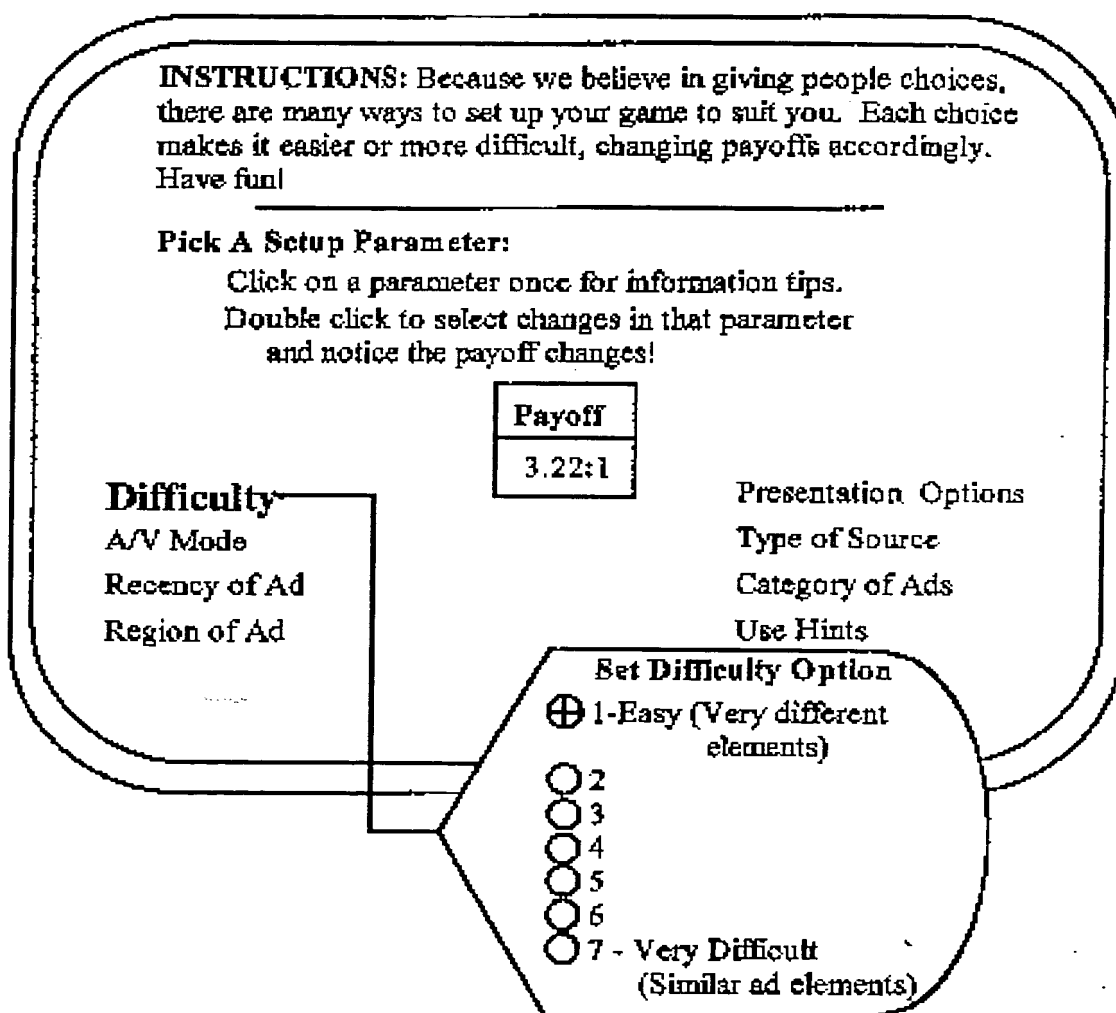 INSTRUCTIONS: Because we believe in giving people choices,
there are many ways to set up your game to suit you. Each choice
makes it easier or more difficult, changing payoffs accordingly.
Have fun!
Pick A Setup Parameter:
Click on a parameter once for information tips.
Double click to select changes in that parameter
and notice the payoff changes!
Payoff
3.22:1
Difficulty
A/V Mode
Recency of Ad
Region of Ad
Presentation Options
Type of Source
Category of Ads
Use Hints
Set Difficulty Option
1-Easy (Very different
elements)
2
3
4
5
6
7 - Very Difficult
(Similar ad elements)